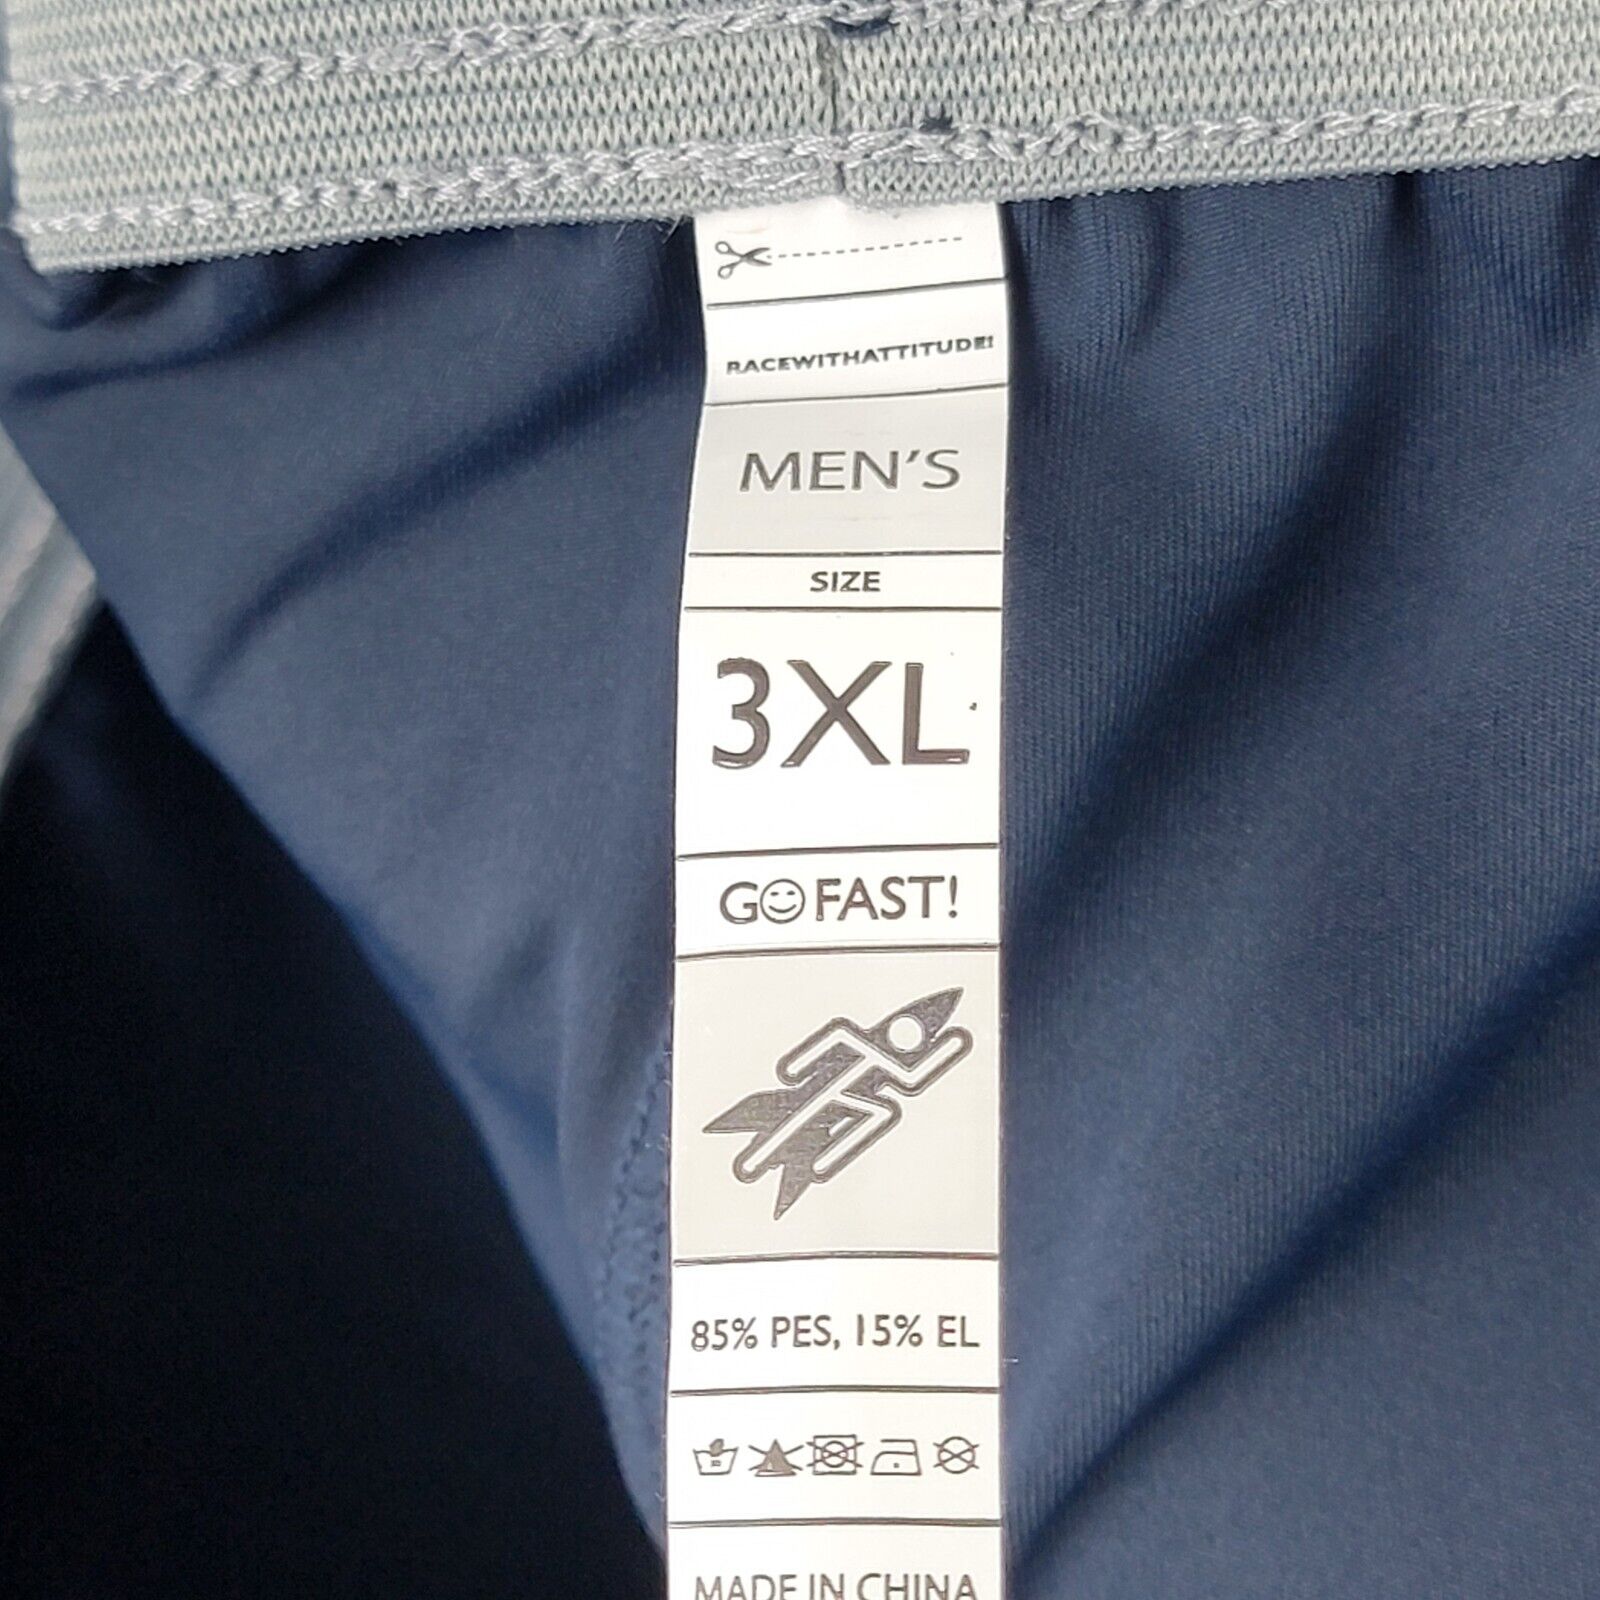 RACEWITHATTITUDE!
MEN'S
SIZE
3XL
GO FAST!
85% PES, 15% EL
MADE IN CHINA